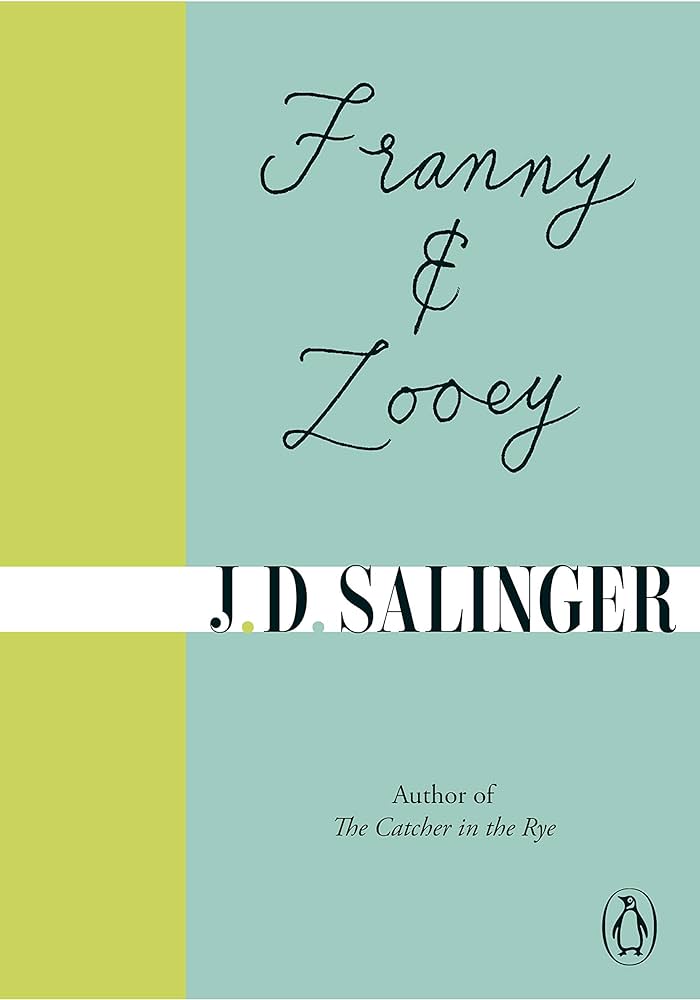 Franny
&
Zooey
J. D. SALINGER
Author of
The Catcher in the Rye